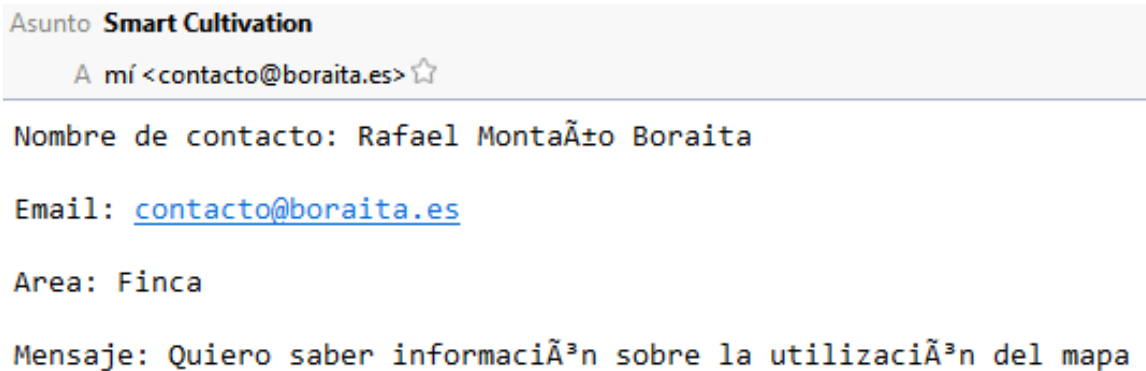 Asunto Smart Cultivation
A mí <contacto@boraita.es>
Nombre de contacto: Rafael MontaÃ±o Boraita
Email: contacto@boraita.es
Area: Finca
Mensaje: Quiero saber informaciÃ³n sobre la utilizaciÃ³n del mapa